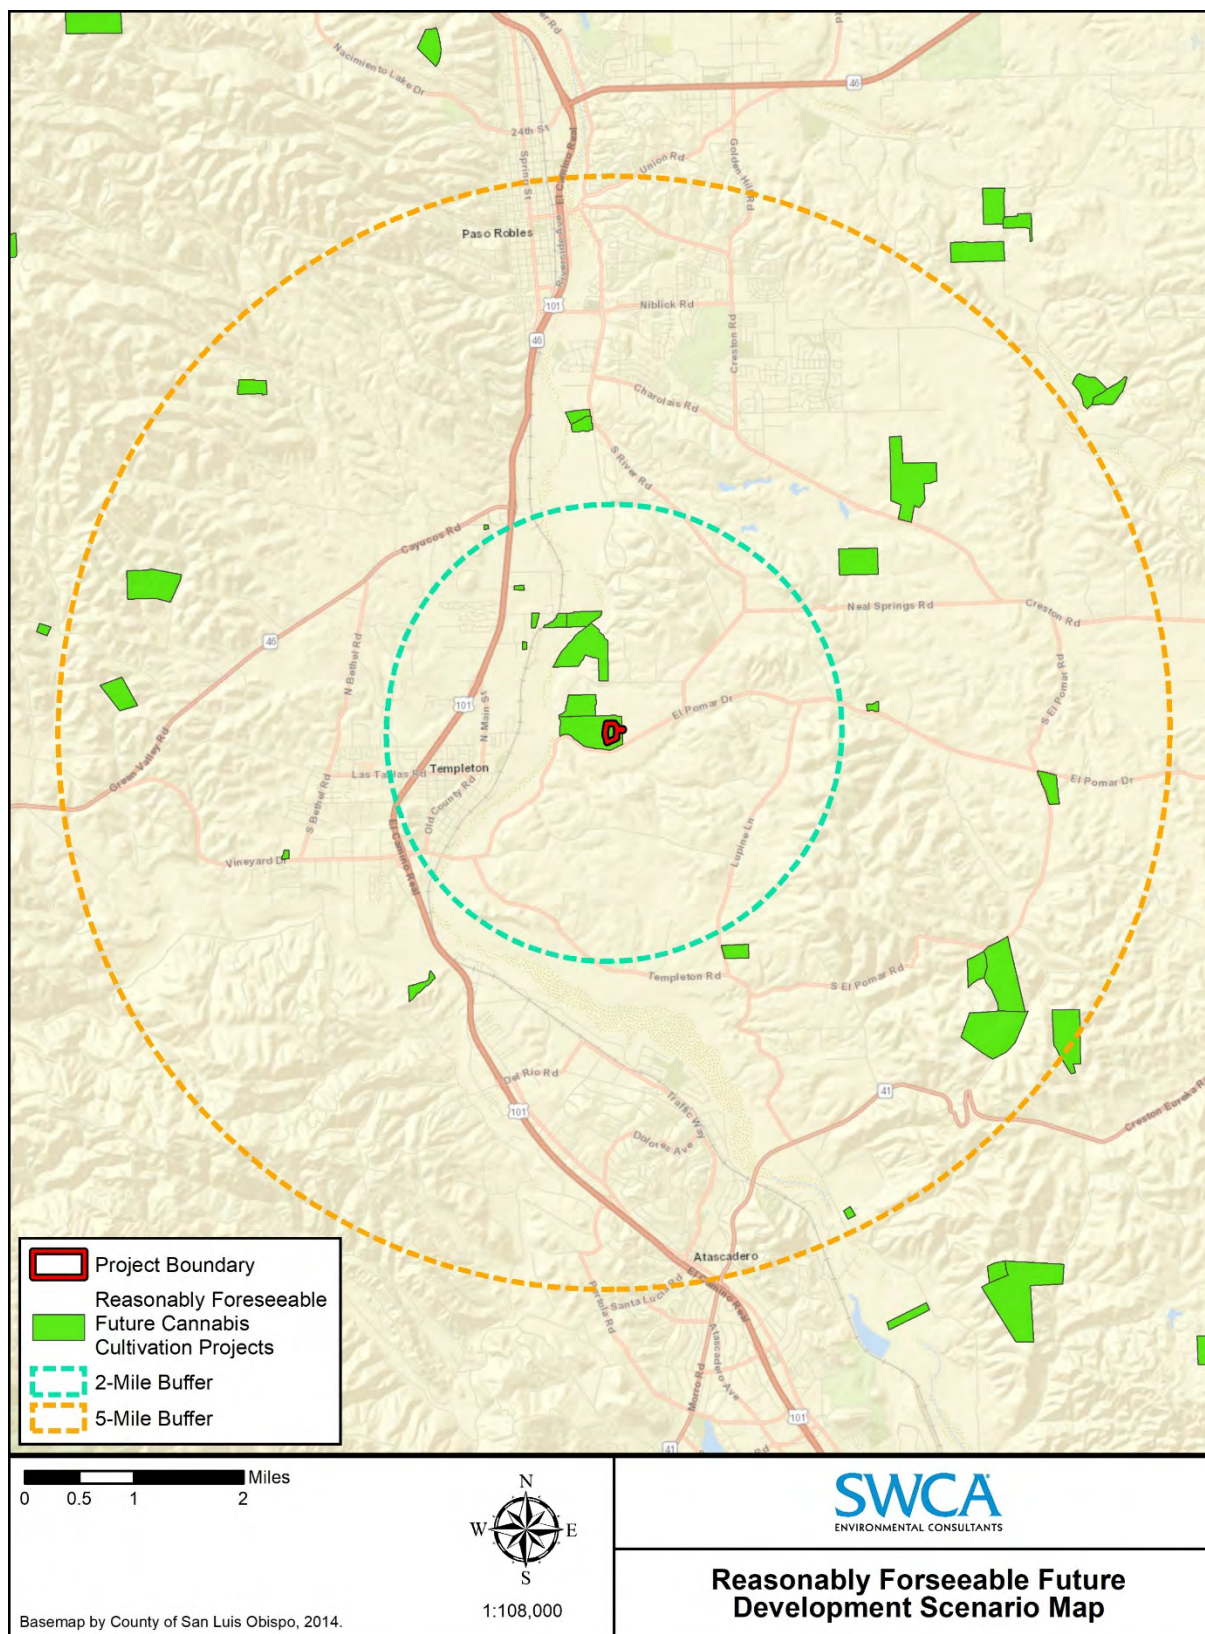 Nacimiento Lake Dr
er Rd
46
24th St
Spring St
Riverside Ave
El Camino Real
Union Rd
Golden Hill Rd
Paso Robles
101
Niblick Rd
46
Creston Rd
Charolais Rd
S River Rd
Cayucos Rd
Neal Springs Rd
Creston Rd
46
N Bethel Rd
S El Pomar Rd
101
N Main St
El Pomar Dr
Green Valley Rd
Las Tablas Rd
Templeton
El Pomar Dr
S Bethel Rd
Old County Rd
El Camino Real
Lupine Ln
Vineyard Dr
Templeton Rd
S El Pomar Rd
Del Rio Rd
101
Traffic Way
41
Dolores Ave
Creston Eureka R
Atascadero
El Camino Real
Santa Lucia Rd
Portola Rd
Atascadero Ave
Morro Rd
101
41
Rd
Project Boundary
Reasonably Foreseeable
Future Cannabis
Cultivation Projects
2-Mile Buffer
5-Mile Buffer
Miles
0 0.5 1 2
N
W E
S
1:108,000
Basemap by County of San Luis Obispo, 2014.
SWCA
ENVIRONMENTAL CONSULTANTS
Reasonably Forseeable Future
Development Scenario Map